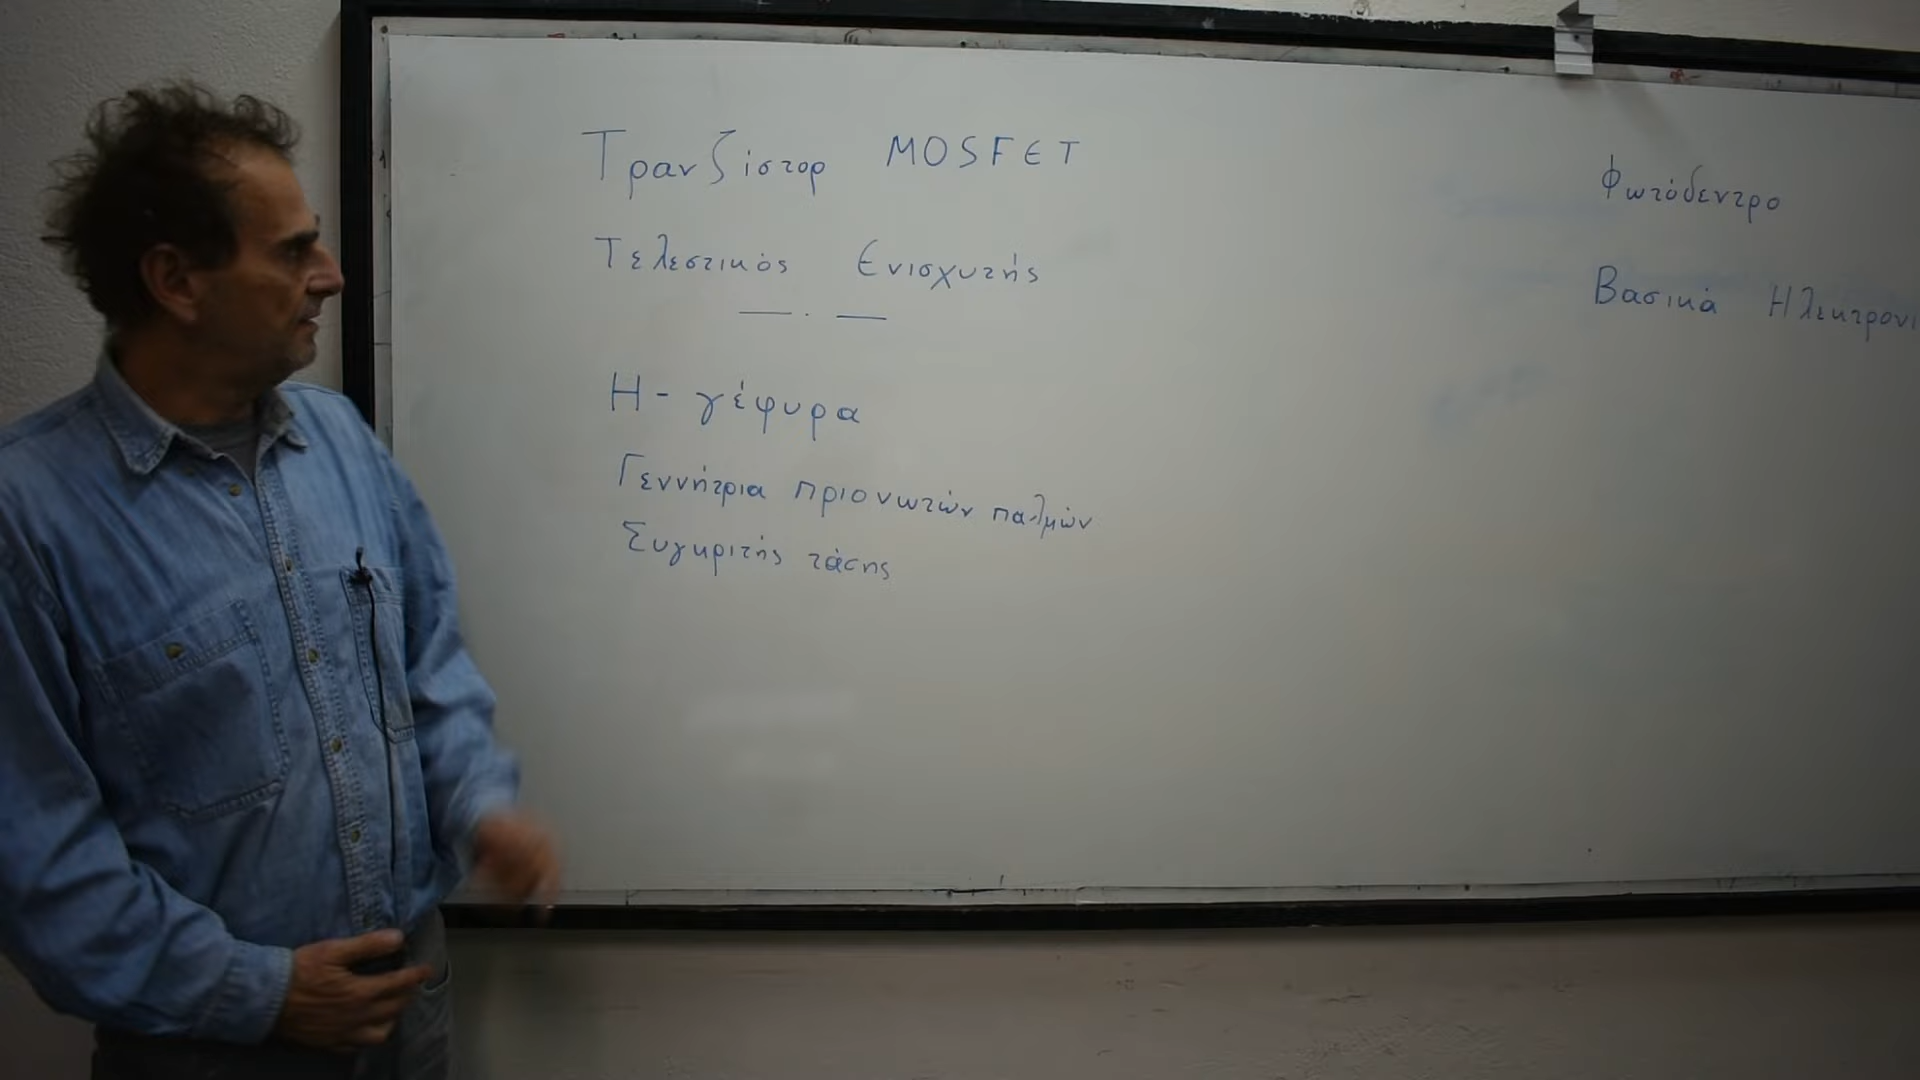 Τρανζίστορ MOSFET
Τελεστικός Ενισχυτής
Η - γέφυρα
Γεννήτρια πριονωτών παλμών
Συγκριτής τάσης
Φωτόδεντρο
Βασικά Ηλεκτρονι